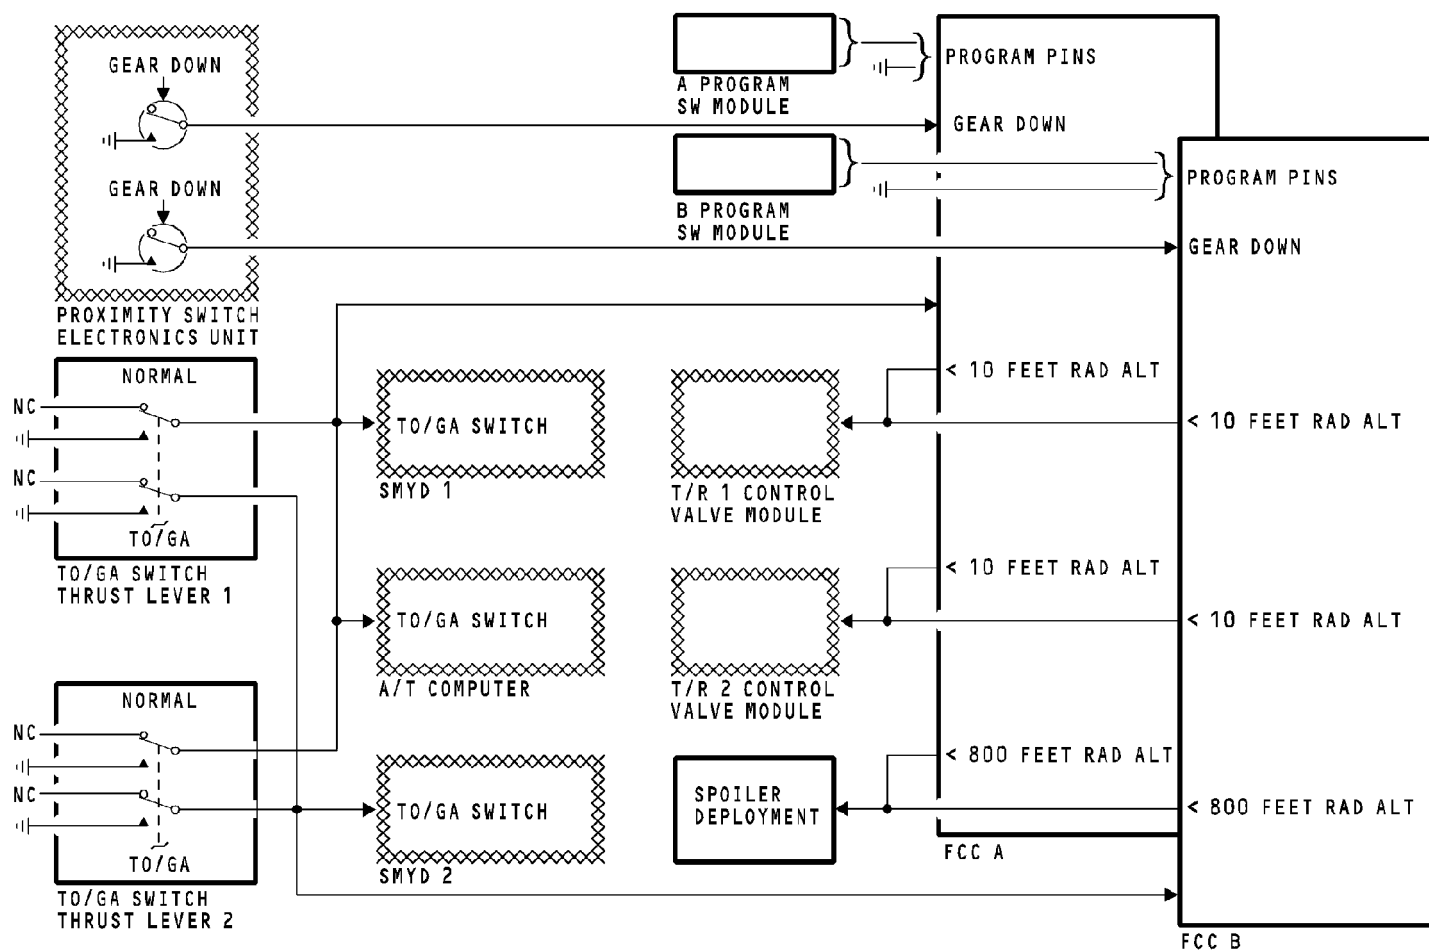 GEAR DOWN
GEAR DOWN
PROXIMITY SWITCH
ELECTRONICS UNIT
A PROGRAM
SW MODULE
B PROGRAM
SW MODULE
PROGRAM PINS
GEAR DOWN
PROGRAM PINS
GEAR DOWN
NORMAL
NC
NC
TO/GA
TO/GA SWITCH
THRUST LEVER 1
TO/GA SWITCH
SMYD 1
T/R 1 CONTROL
VALVE MODULE
< 10 FEET RAD ALT
< 10 FEET RAD ALT
TO/GA SWITCH
A/T COMPUTER
T/R 2 CONTROL
VALVE MODULE
< 10 FEET RAD ALT
< 10 FEET RAD ALT
NORMAL
NC
NC
TO/GA
TO/GA SWITCH
THRUST LEVER 2
TO/GA SWITCH
SMYD 2
SPOILER
DEPLOYMENT
< 800 FEET RAD ALT
< 800 FEET RAD ALT
FCC A
FCC B